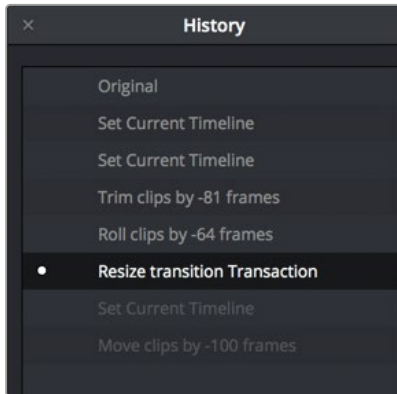 History
Original
Set Current Timeline
Set Current Timeline
Trim clips by -81 frames
Roll clips by -64 frames
Resize transition Transaction
Set Current Timeline
Move clips by -100 frames